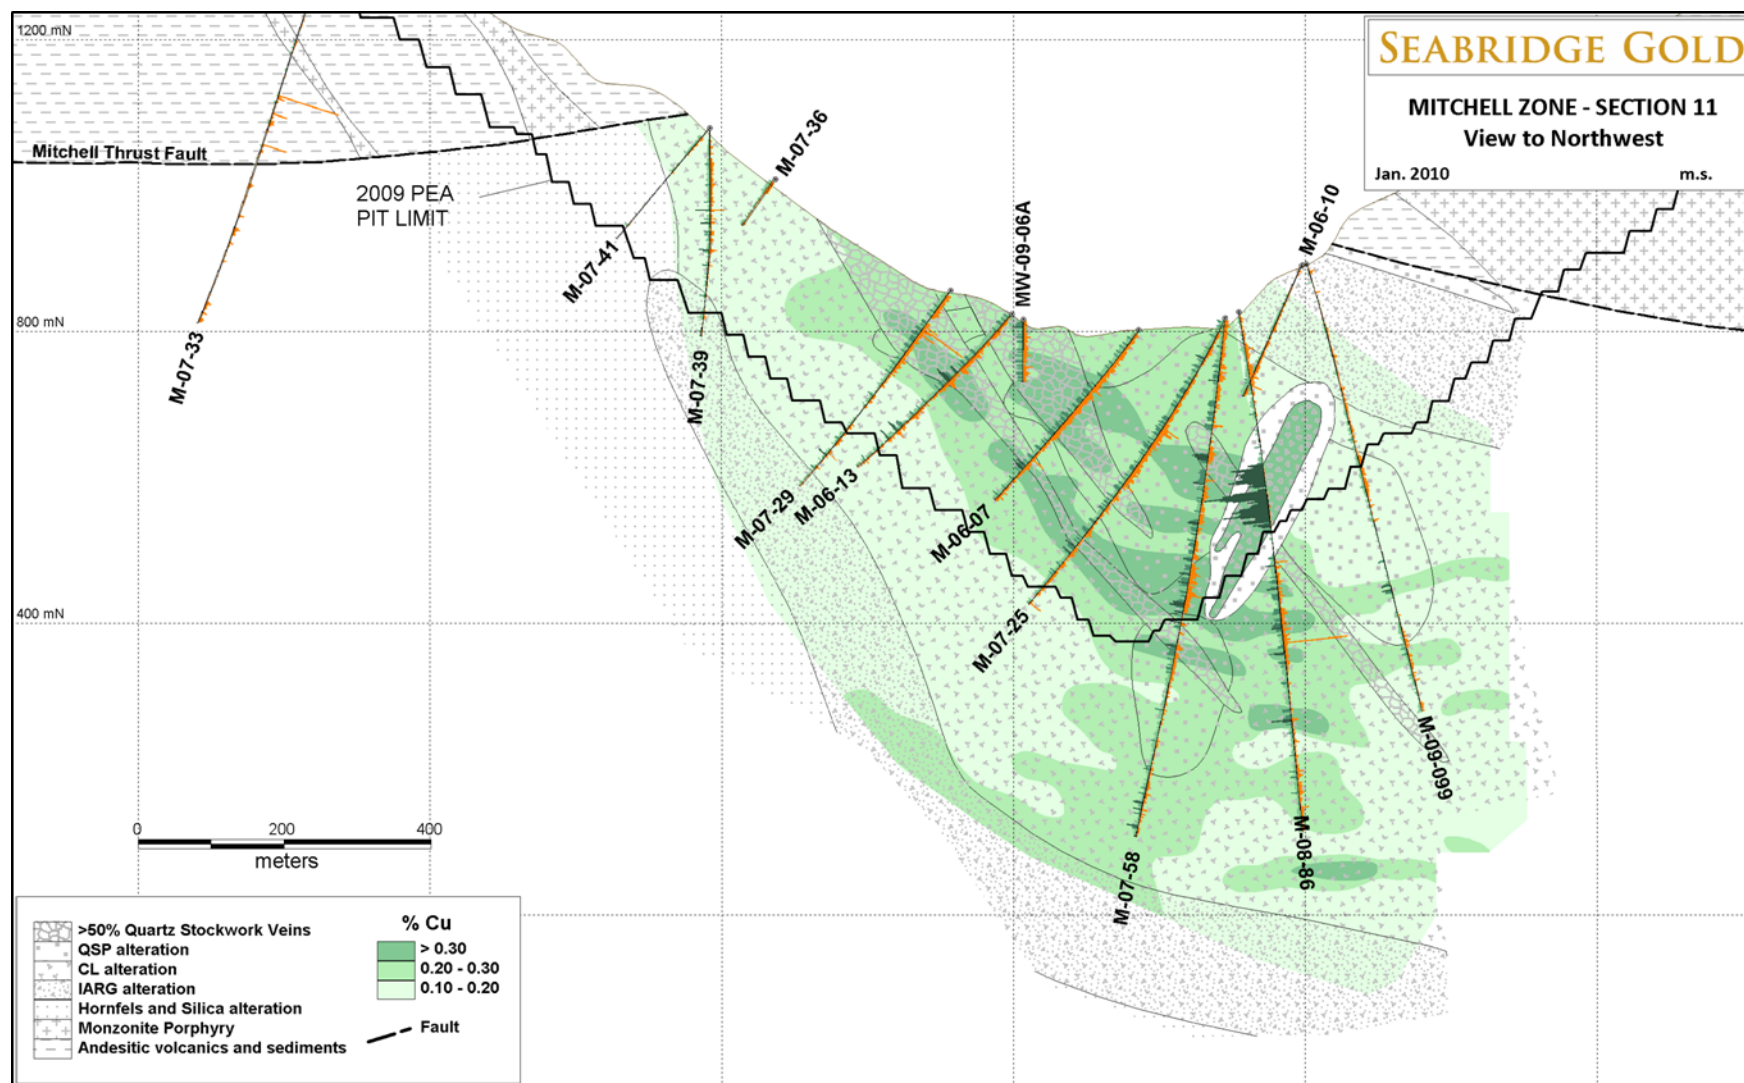 1200 mN
SEABRIDGE GOLD
MITCHELL ZONE - SECTION 11
View to Northwest
Jan. 2010 m.s.
Mitchell Thrust Fault
2009 PEA
PIT LIMIT
M-07-36
M-07-41
MW-09-06A
M-06-10
800 mN
M-07-33
M-07-39
M-07-29
M-06-13
M-06-07
M-07-25
400 mN
M-09-099
M-08-86
M-07-58
0 200 400
meters
>50% Quartz Stockwork Veins
QSP alteration
CL alteration
IARG alteration
Hornfels and Silica alteration
Monzonite Porphyry
Andesitic volcanics and sediments
% Cu
> 0.30
0.20 - 0.30
0.10 - 0.20
Fault